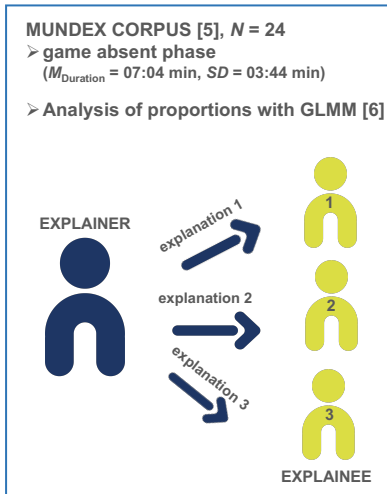 MUNDEX CORPUS [5], N = 24
➢ game absent phase
(M_Duration = 07:04 min, SD = 03:44 min)
➢ Analysis of proportions with GLMM [6]
EXPLAINER
explanation 1
explanation 2
explanation 3
1
2
3
EXPLAINEE